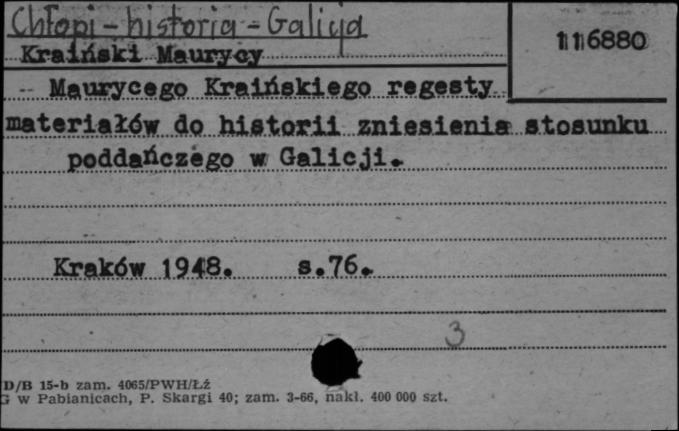 Chłopi - historia - Galicja
116880
Kraiński Maurycy
Maurycego Kraińskiego regesty
materiałów do historii zniesienia stosunku
poddańczego w Galicji.
Kraków 1948. s.76.
3
D/B 15-b zam. 4065/PWH/Łź
G w Pabianicach, P. Skargi 40; zam. 3-66, nakł. 400 000 szt.